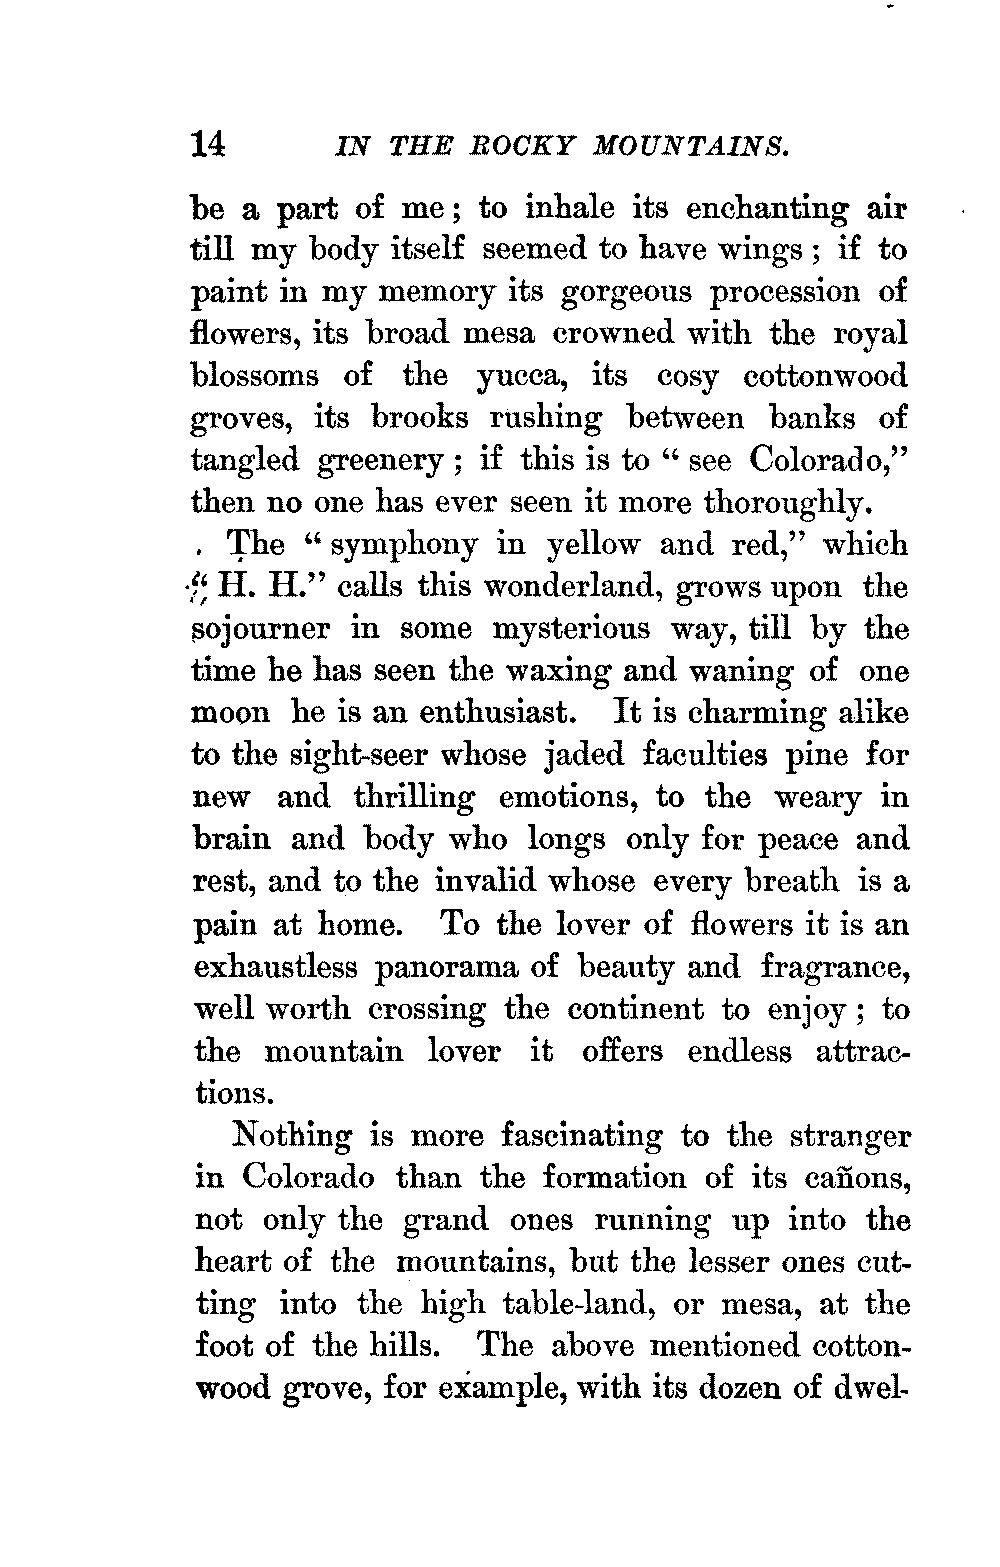 14 IN THE ROCKY MOUNTAINS.
be a part of me; to inhale its enchanting air
till my body itself seemed to have wings; if to
paint in my memory its gorgeous procession of
flowers, its broad mesa crowned with the royal
blossoms of the yucca, its cosy cottonwood
groves, its brooks rushing between banks of
tangled greenery; if this is to "see Colorado,"
then no one has ever seen it more thoroughly.
The "symphony in yellow and red," which
"H. H." calls this wonderland, grows upon the
sojourner in some mysterious way, till by the
time he has seen the waxing and waning of one
moon he is an enthusiast. It is charming alike
to the sight-seer whose jaded faculties pine for
new and thrilling emotions, to the weary in
brain and body who longs only for peace and
rest, and to the invalid whose every breath is a
pain at home. To the lover of flowers it is an
exhaustless panorama of beauty and fragrance,
well worth crossing the continent to enjoy; to
the mountain lover it offers endless attrac-
tions.
Nothing is more fascinating to the stranger
in Colorado than the formation of its cañons,
not only the grand ones running up into the
heart of the mountains, but the lesser ones cut-
ting into the high table-land, or mesa, at the
foot of the hills. The above mentioned cotton-
wood grove, for example, with its dozen of dwel-